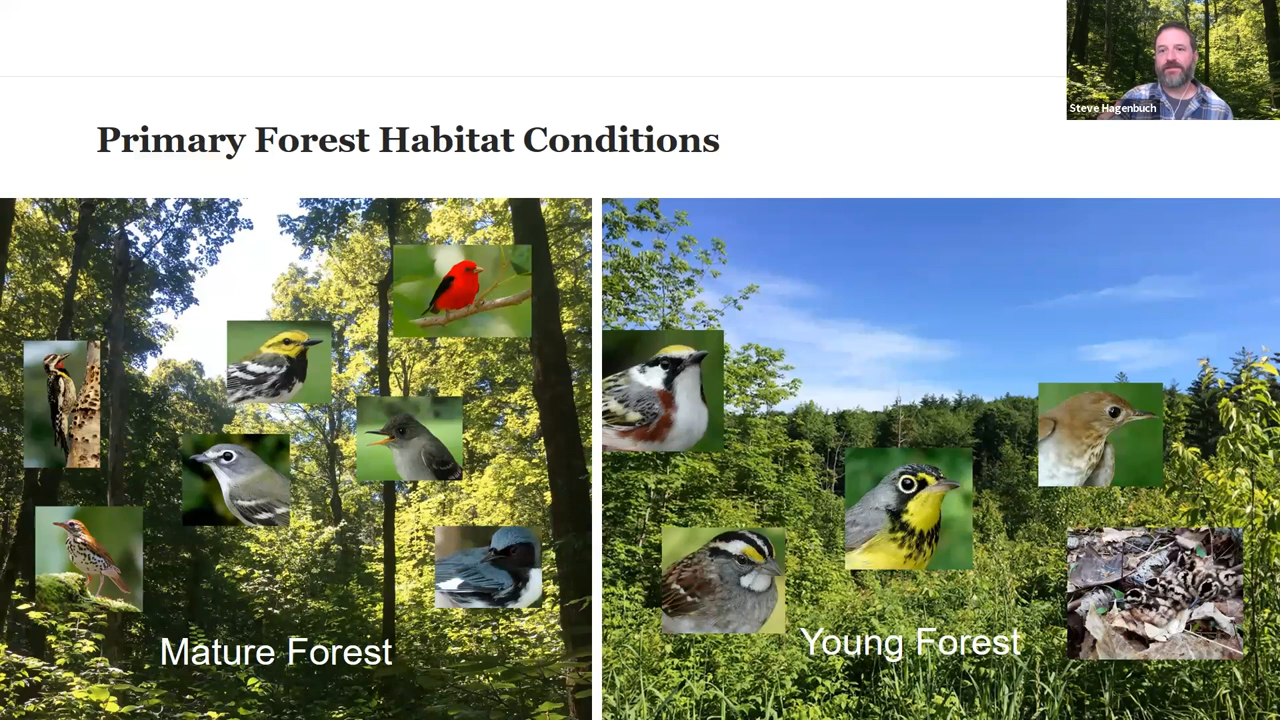 Steve Hagenbuch
Primary Forest Habitat Conditions
Mature Forest
Young Forest